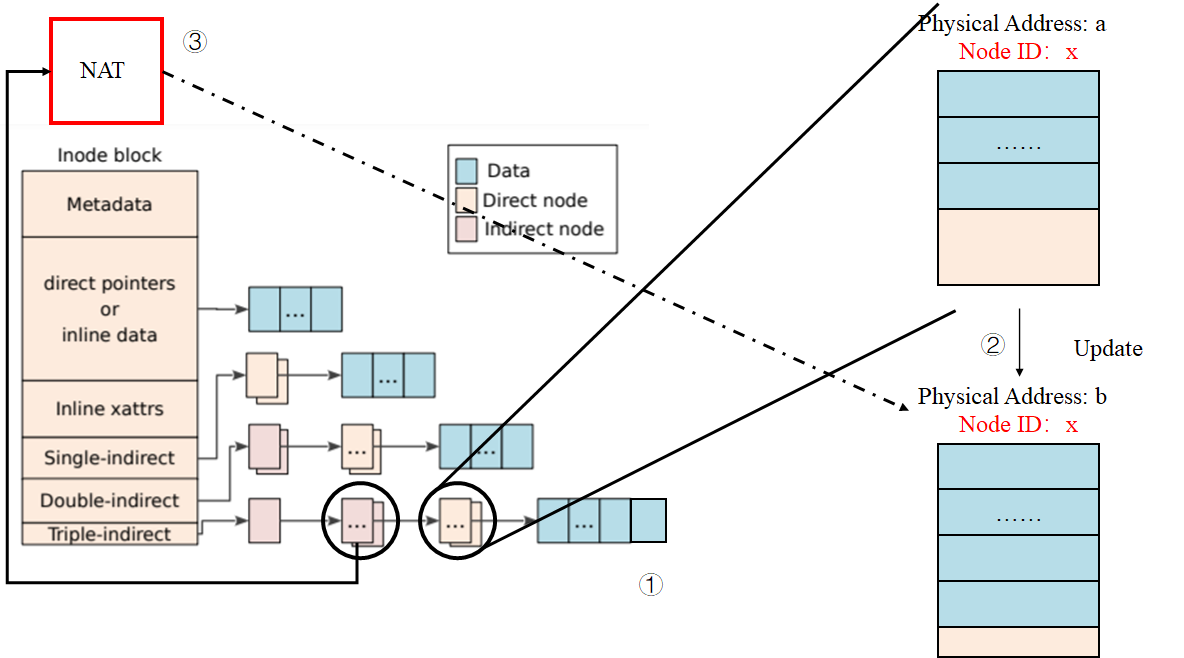 NAT
③
Inode block
Metadata
direct pointers
or
inline data
Inline xattrs
Single-indirect
Double-indirect
Triple-indirect
...
...
...
...
...
...
...
Data
Direct node
Indirect node
①
Physical Address: a
Node ID: x
......
②
Update
Physical Address: b
Node ID: x
......